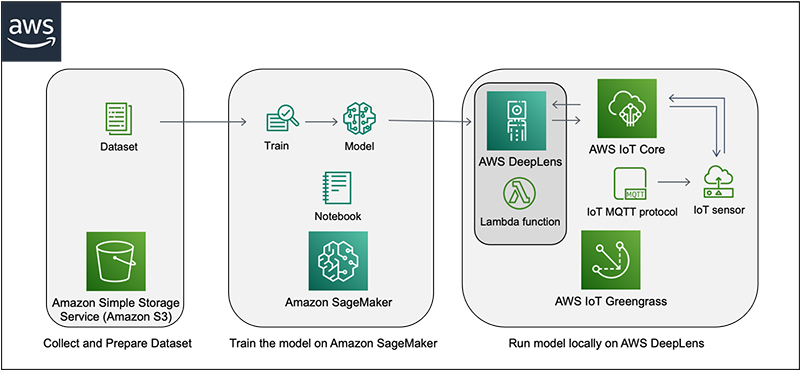 aws
Dataset
Amazon Simple Storage
Service (Amazon S3)
Collect and Prepare Dataset
Train
Model
Notebook
Amazon SageMaker
Train the model on Amazon SageMaker
AWS DeepLens
Lambda function
AWS IoT Core
MQTT
IoT MQTT protocol
IoT sensor
AWS IoT Greengrass
Run model locally on AWS DeepLens